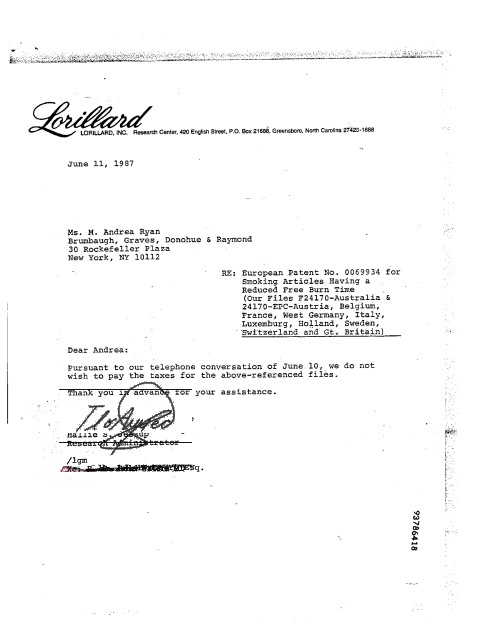 Lorillard
LORILLARD, INC. Research Center, 420 English Street, P.O. Box 21688, Greensboro, North Carolina 27420-1688
June 11, 1987
Ms. M. Andrea Ryan
Brumbaugh, Graves, Donohue & Raymond
30 Rockefeller Plaza
New York, NY 10112
RE: European Patent No. 0069934 for
Smoking Articles Having a
Reduced Free Burn Time
(Our Files F24170-Australia &
24170-EPC-Austria, Belgium,
France, West Germany, Italy,
Luxemburg, Holland, Sweden,
Switzerland and Gt. Britain)
Dear Andrea:
Pursuant to our telephone conversation of June 10, we do not
wish to pay the taxes for the above-referenced files.
Thank you in advance for your assistance.
Hallie S.
Research Administrator
/lgm
93786418